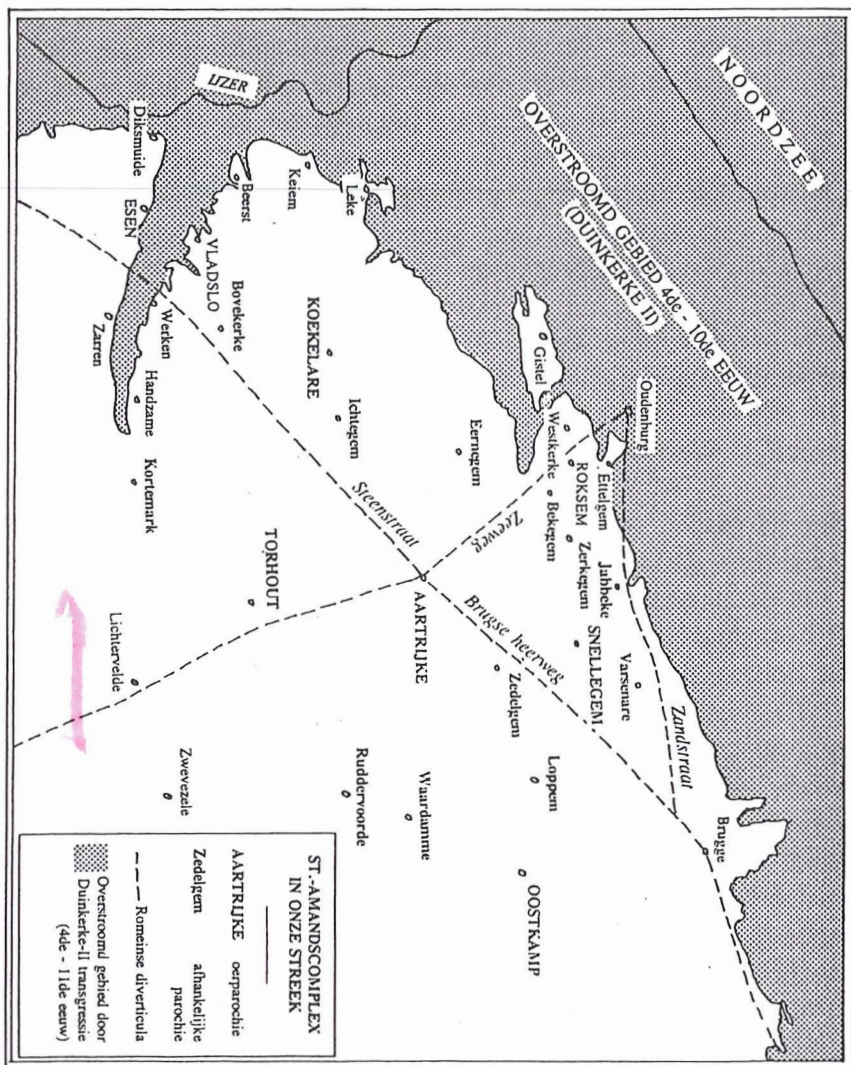 NOORDZEE
OVERSTROOMD GEBIED 4de - 10de EEUW
(DUINKERKE II)
IJZER
Oudenburg
Diksmuide
ESEN
Beerst
Keiem
Leke
VLADSLO
Bovekerke
KOEKELARE
Ichtegem
Eernegem
Gistel
Westkerke
Ettelgem
ROKSEM
Bekegem
Zerkegem
Jabbeke
SNELLEGEM
Varsenare
Zandstraat
Brugge
Zarren
Werken
Handzame
Kortemark
Steenstraat
Zeeweg
Brugse heerweg
AARTRIJKE
Zedelgem
Loppem
TORHOUT
Lichtervelde
Zwevezele
Ruddervoorde
Waardamme
OOSTKAMP
ST.-AMANDSCOMPLEX
IN ONZE STREEK
AARTRIJKE oerparochie
Zedelgem afhankelijke
parochie
Romeinse diverticula
Overstroomd gebied door
Duinkerke-II transgressie
(4de - 11de eeuw)